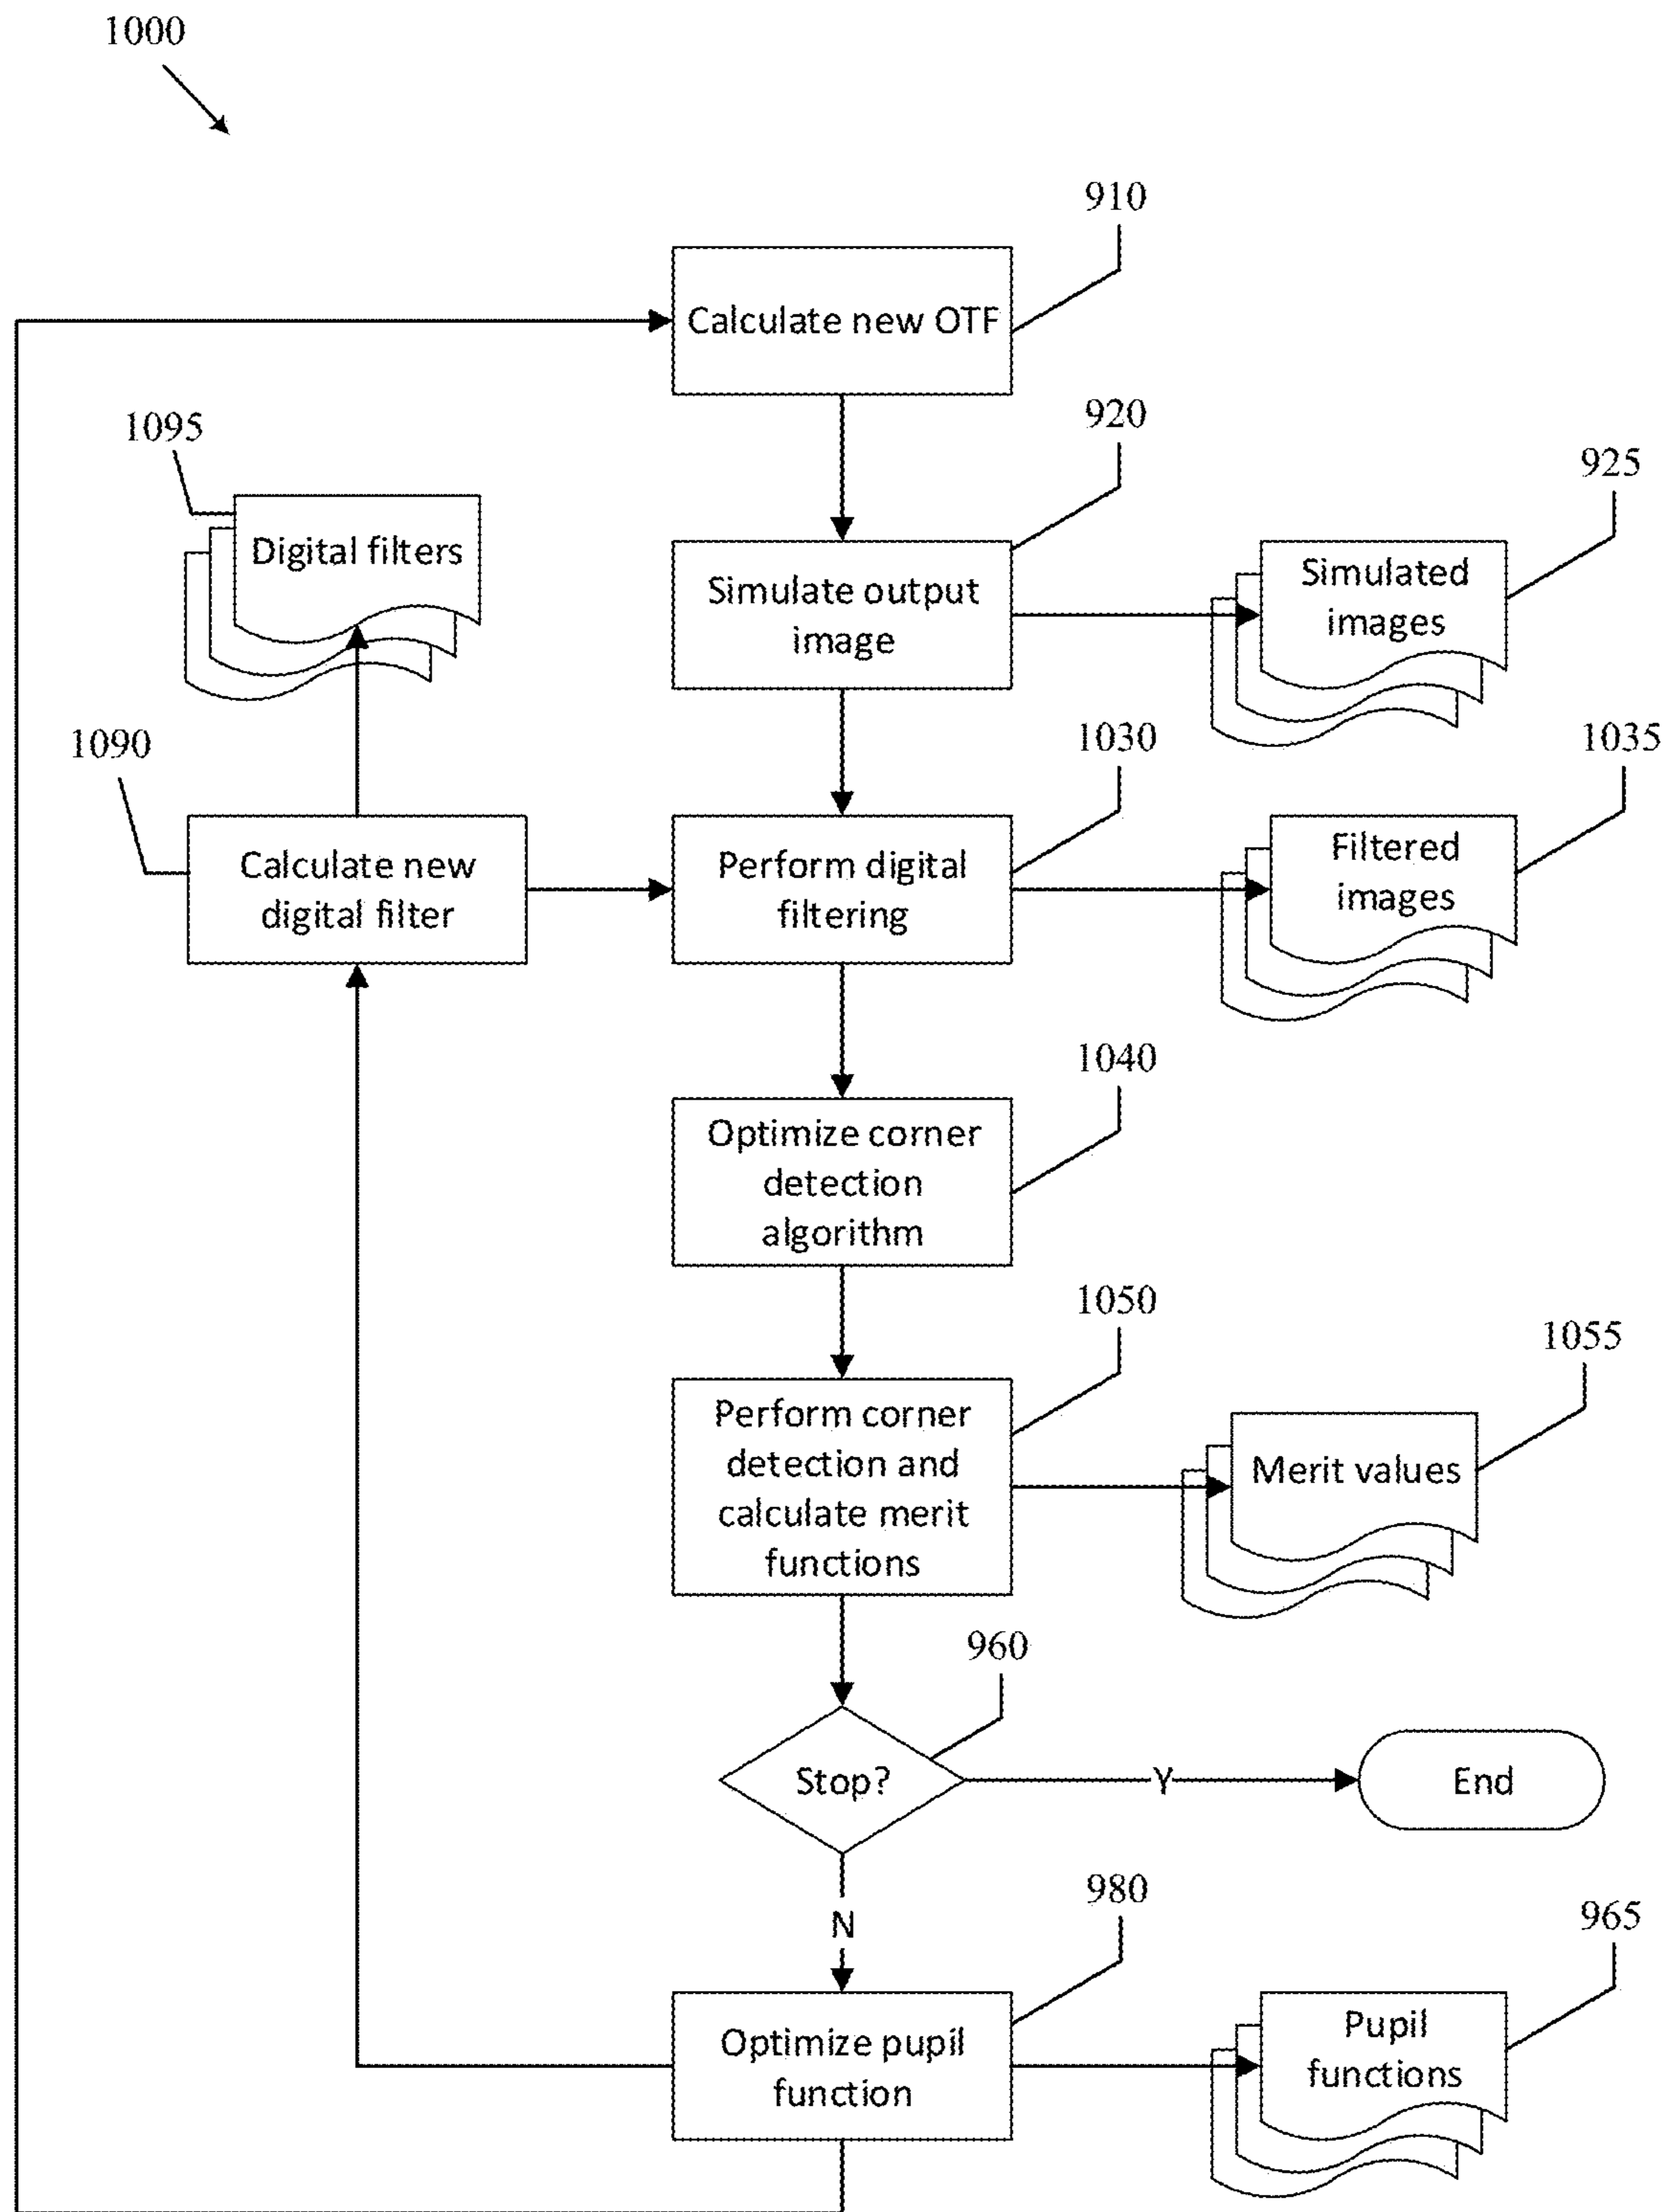 1000
910
Calculate new OTF
1095
920
925
Digital filters
Simulate output
image
Simulated
images
1090
1030
1035
Calculate new
digital filter
Perform digital
filtering
Filtered
images
1040
Optimize corner
detection
algorithm
1050
1055
Perform corner
detection and
calculate merit
functions
Merit values
960
Stop?
Y
End
N
980
965
Optimize pupil
function
Pupil
functions